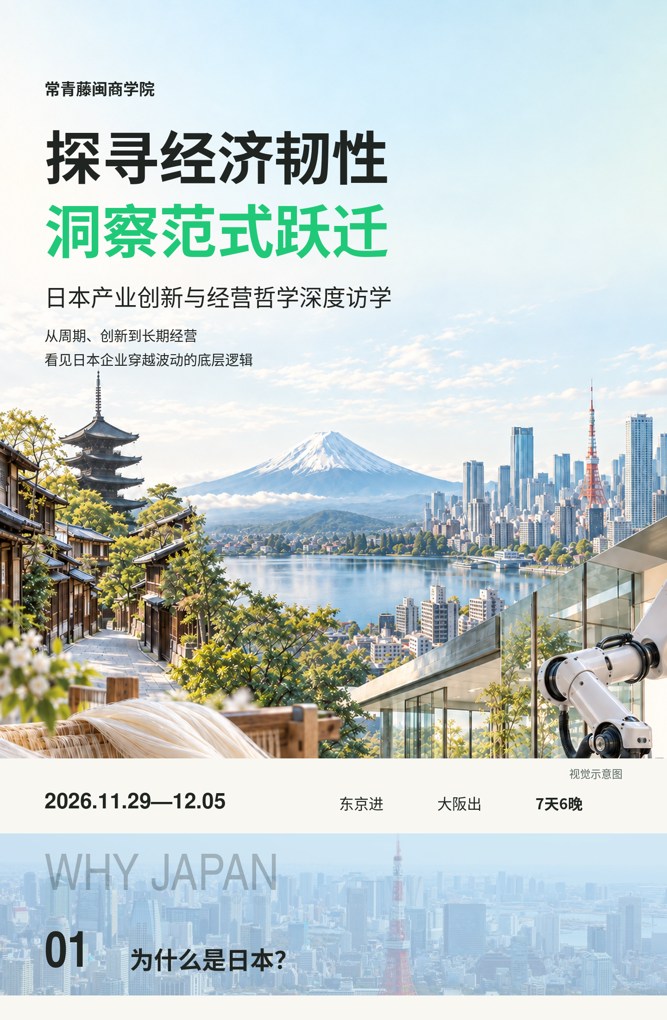 常青藤闽商学院
探寻经济韧性
洞察范式跃迁
日本产业创新与经营哲学深度访学
从周期、创新到长期经营
看见日本企业穿越波动的底层逻辑
视觉示意图
2026.11.29—12.05 东京进 大阪出 7天6晚
WHY JAPAN
01 为什么是日本?